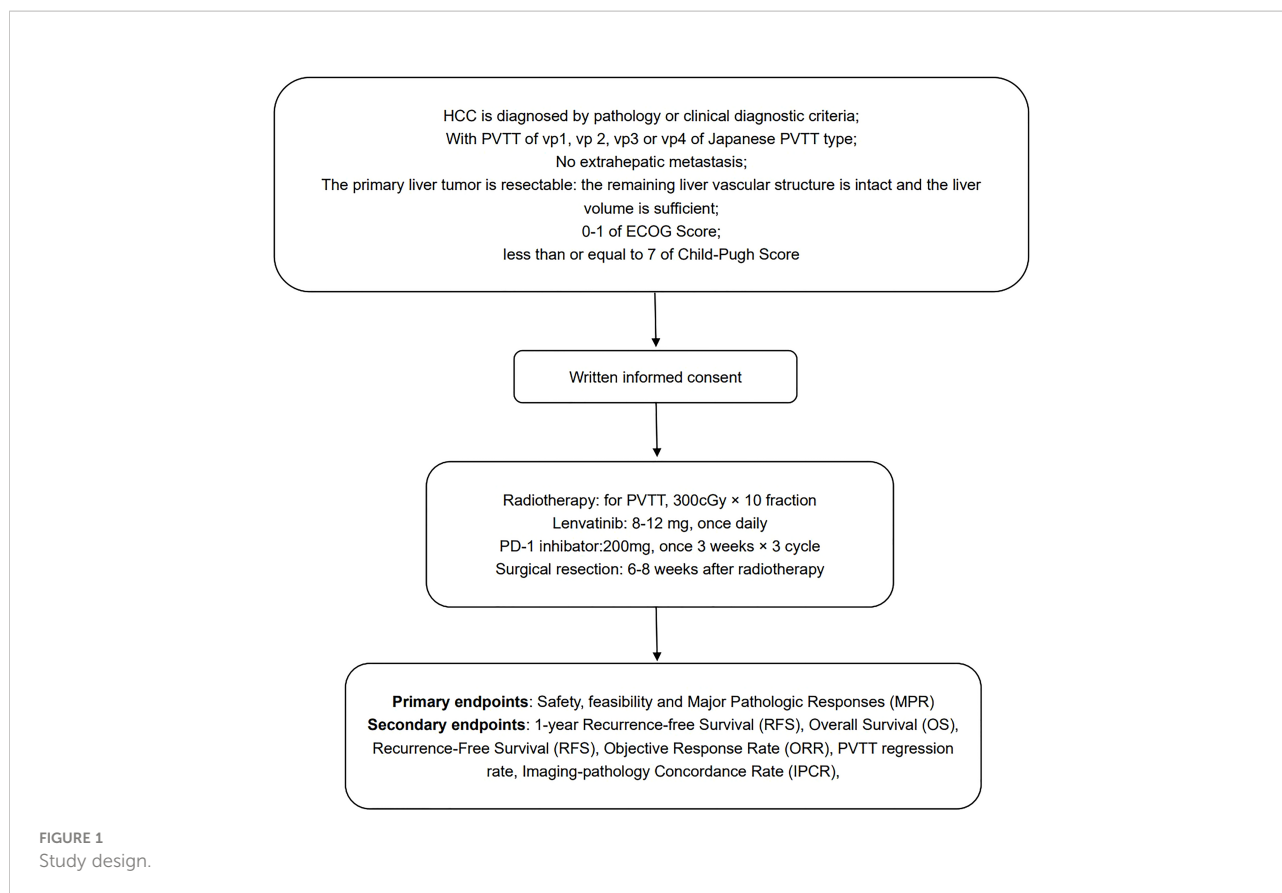 HCC is diagnosed by pathology or clinical diagnostic criteria;
With PVTT of vp1, vp 2, vp3 or vp4 of Japanese PVTT type;
No extrahepatic metastasis;
The primary liver tumor is resectable: the remaining liver vascular structure is intact and the liver
volume is sufficient;
0-1 of ECOG Score;
less than or equal to 7 of Child-Pugh Score
Written informed consent
Radiotherapy: for PVTT, 300cGy × 10 fraction
Lenvatinib: 8-12 mg, once daily
PD-1 inhibator:200mg, once 3 weeks × 3 cycle
Surgical resection: 6-8 weeks after radiotherapy
Primary endpoints: Safety, feasibility and Major Pathologic Responses (MPR)
Secondary endpoints: 1-year Recurrence-free Survival (RFS), Overall Survival (OS),
Recurrence-Free Survival (RFS), Objective Response Rate (ORR), PVTT regression
rate, Imaging-pathology Concordance Rate (IPCR),
FIGURE 1
Study design.